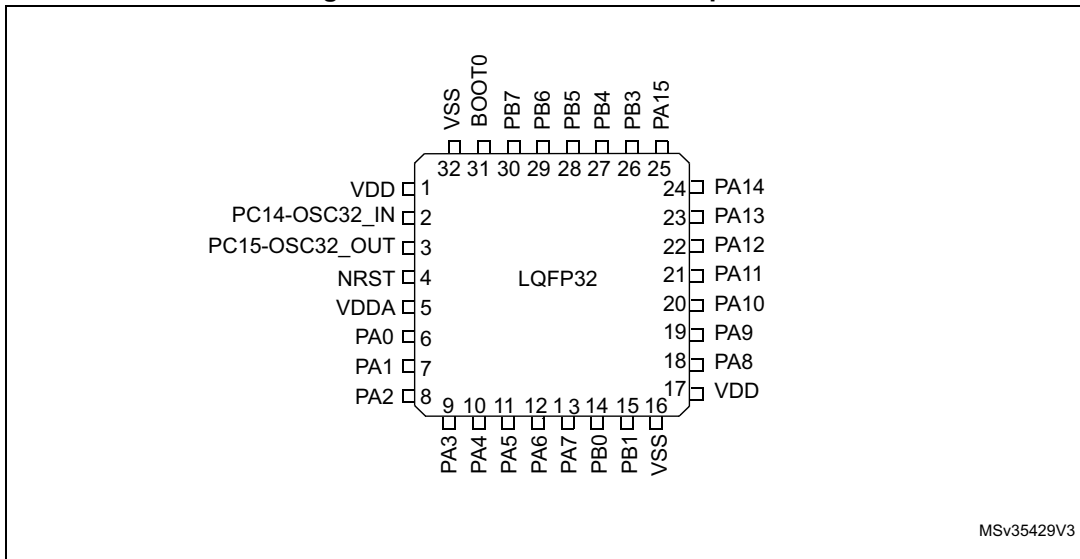 VSS
BOOT0
PB7
PB6
PB5
PB4
PB3
PA15
32 31 30 29 28 27 26 25
VDD 1
PC14-OSC32_IN 2
PC15-OSC32_OUT 3
NRST 4
VDDA 5
PA0 6
PA1 7
PA2 8
LQFP32
24 PA14
23 PA13
22 PA12
21 PA11
20 PA10
19 PA9
18 PA8
17 VDD
9 10 11 12 13 14 15 16
PA3
PA4
PA5
PA6
PA7
PB0
PB1
VSS
MSv35429V3